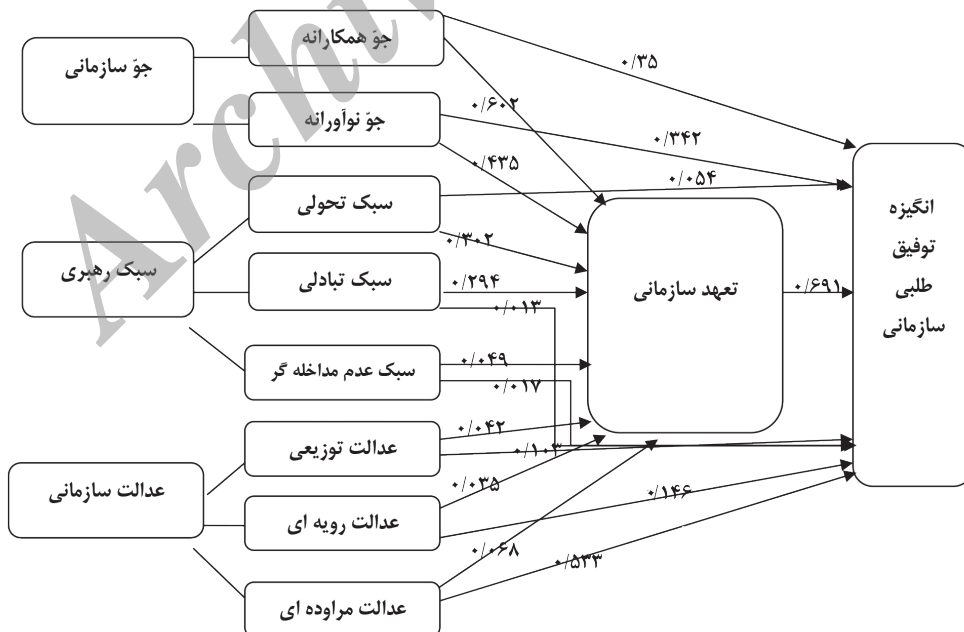 جوّ سازمانی
جوّ همکارانه
جوّ نوآورانه
سبک رهبری
سبک تحولی
سبک تبادلی
سبک عدم مداخله گر
عدالت سازمانی
عدالت توزیعی
عدالت رویه ای
عدالت مراوده ای
تعهد سازمانی
انگیزه
توفیق
طلبی
سازمانی
۰/۳۵
۰/۶۰۲
۰/۳۴۲
۰/۴۳۵
۰/۰۵۴
۰/۳۰۲
۰/۲۹۴
۰/۰۱۳
۰/۶۹۱
۰/۰۴۹
۰/۰۱۷
۰/۰۴۲
۰/۱۰۳
۰/۰۳۵
۰/۱۴۶
۰/۰۶۸
۰/۵۳۳
Archiv